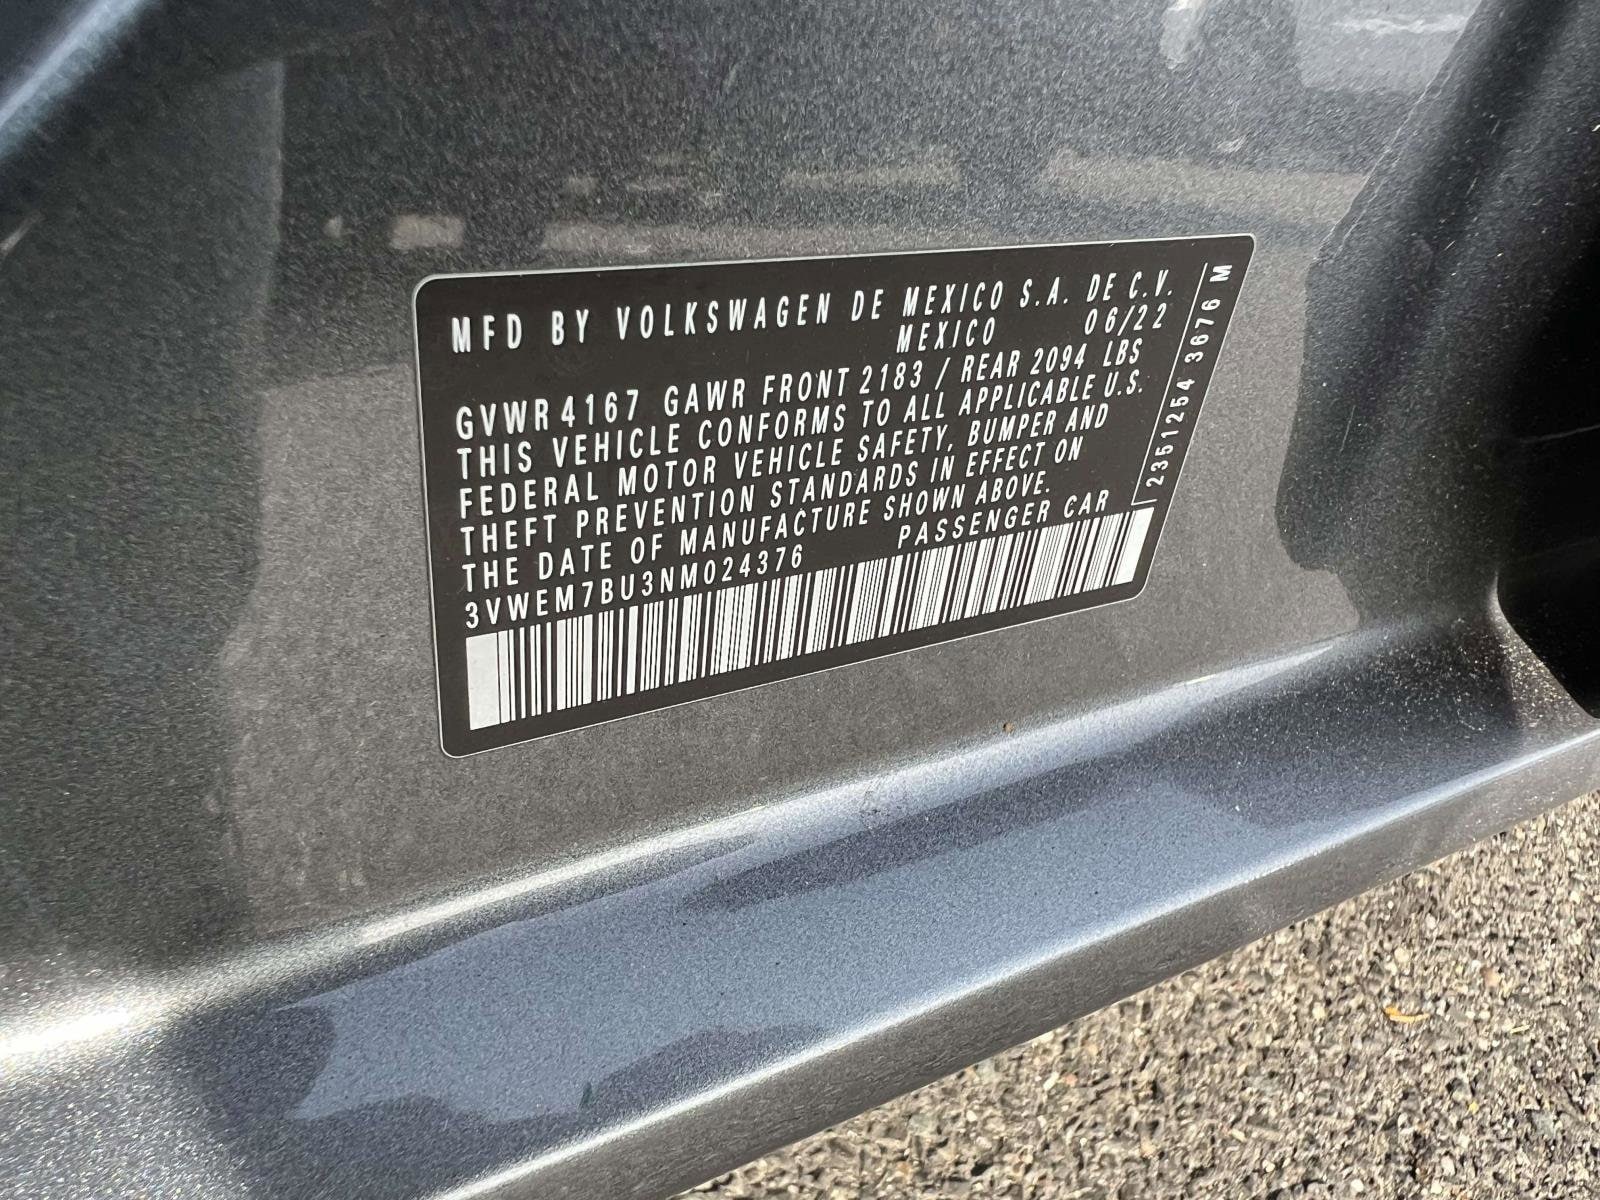 MFD BY VOLKSWAGEN DE MEXICO S.A. DE C.V.
MEXICO 06/22
GVWR 4167 GAWR FRONT 2183 / REAR 2094 LBS
THIS VEHICLE CONFORMS TO ALL APPLICABLE U.S.
FEDERAL MOTOR VEHICLE SAFETY, BUMPER AND
THEFT PREVENTION STANDARDS IN EFFECT ON
THE DATE OF MANUFACTURE SHOWN ABOVE.
3VWEM7BU3NM024376 PASSENGER CAR
2351254 3676 M